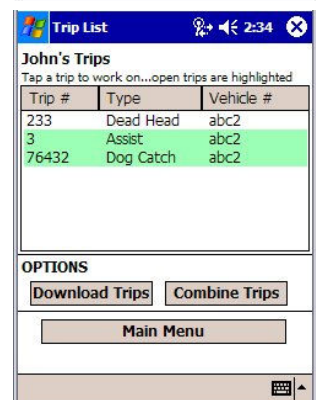 Trip List 2:34
John's Trips
Tap a trip to work on...open trips are highlighted
Trip # Type Vehicle #
233 Dead Head abc2
3 Assist abc2
76432 Dog Catch abc2
OPTIONS
Download Trips Combine Trips
Main Menu